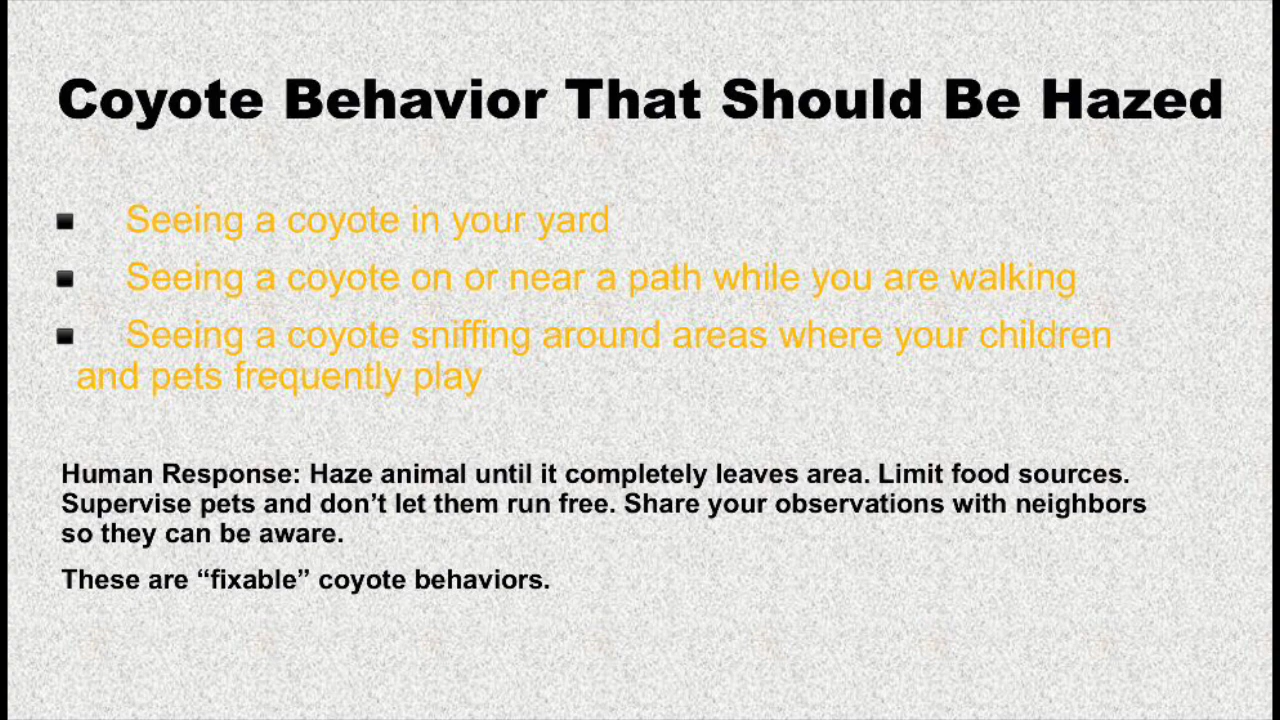 Coyote Behavior That Should Be Hazed
▪ Seeing a coyote in your yard
▪ Seeing a coyote on or near a path while you are walking
▪ Seeing a coyote sniffing around areas where your children
and pets frequently play
Human Response: Haze animal until it completely leaves area. Limit food sources.
Supervise pets and don’t let them run free. Share your observations with neighbors
so they can be aware.
These are “fixable” coyote behaviors.